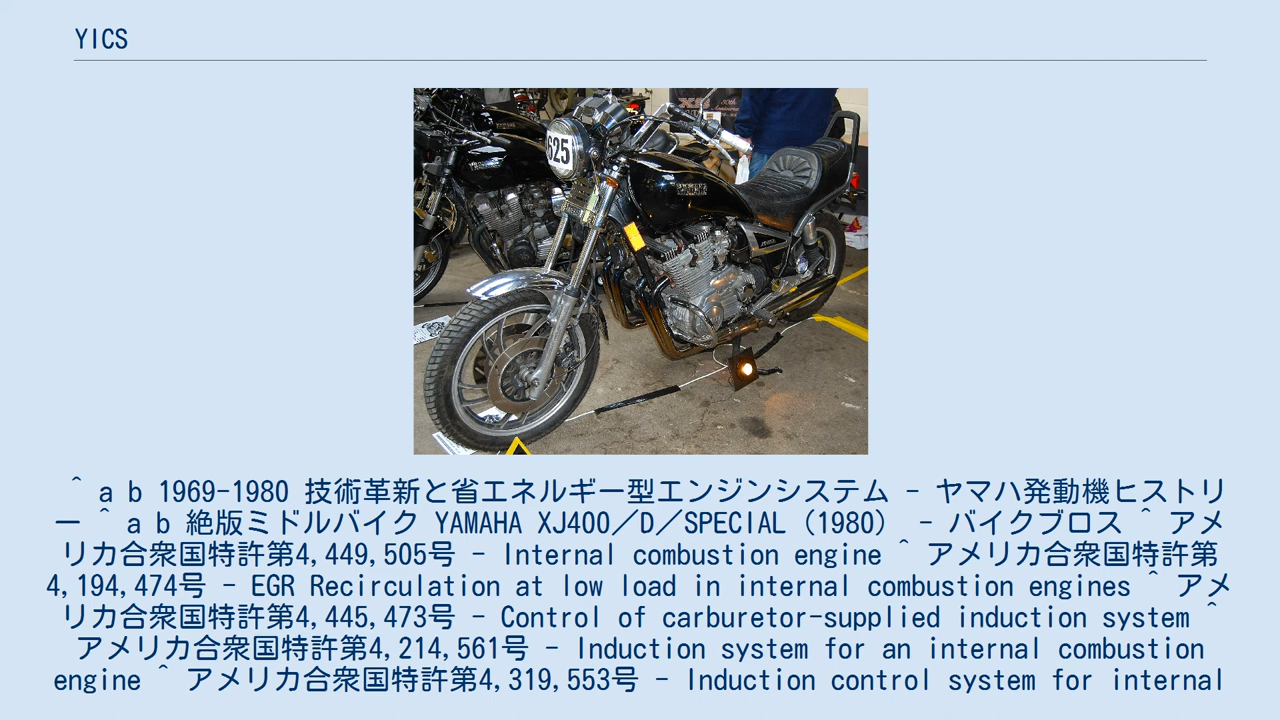 YICS
625
YAMAHA
^ a b 1969-1980 技術革新と省エネルギー型エンジンシステム - ヤマハ発動機ヒストリ
ー ^ a b 絶版ミドルバイク YAMAHA XJ400／D／SPECIAL (1980) - バイクブロス ^ アメ
リカ合衆国特許第4,449,505号 - Internal combustion engine ^ アメリカ合衆国特許第
4,194,474号 - EGR Recirculation at low load in internal combustion engines ^ アメ
リカ合衆国特許第4,445,473号 - Control of carburetor-supplied induction system ^
アメリカ合衆国特許第4,214,561号 - Induction system for an internal combustion
engine ^ アメリカ合衆国特許第4,319,553号 - Induction control system for internal